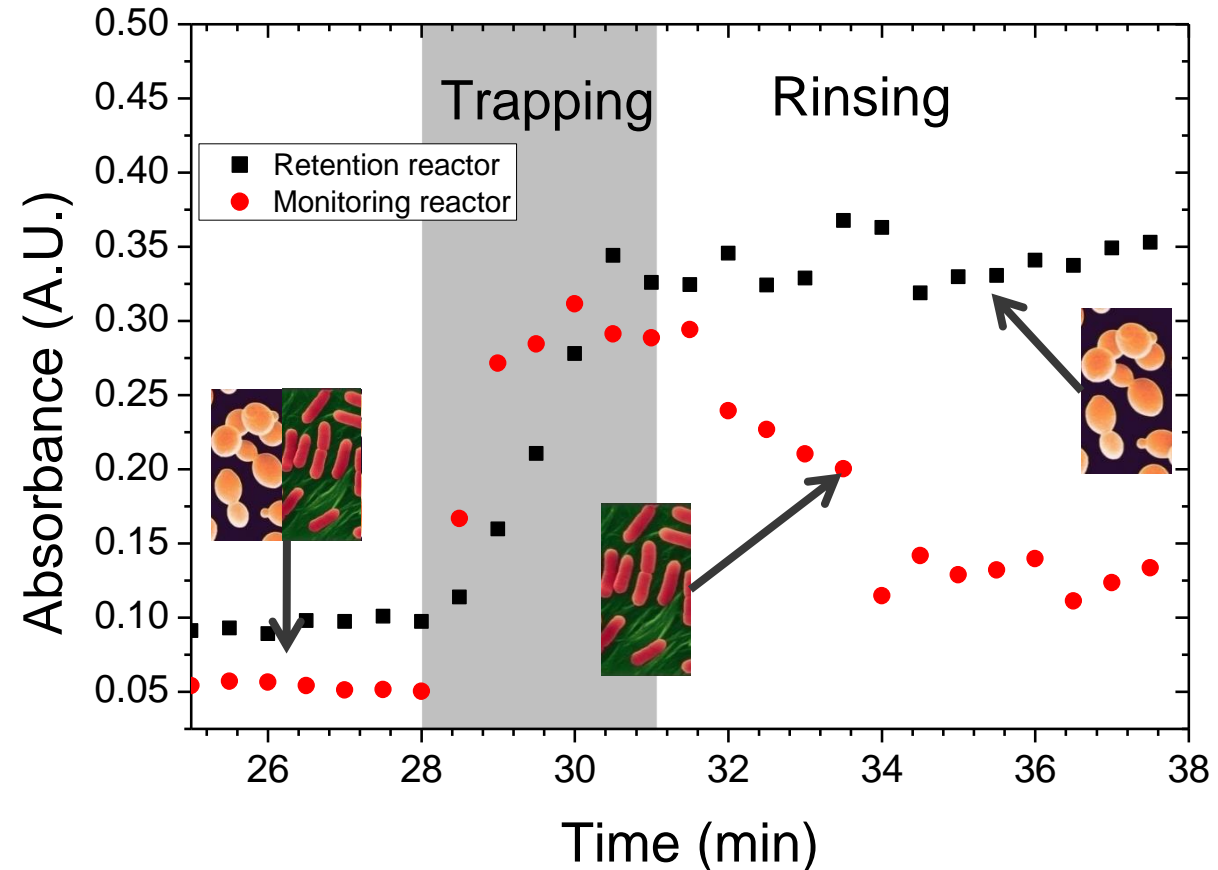 0.50
0.45
0.40
0.35
0.30
0.25
0.20
0.15
0.10
0.05
Absorbance (A.U.)
Trapping
Rinsing
Retention reactor
Monitoring reactor
26 28 30 32 34 36 38
Time (min)